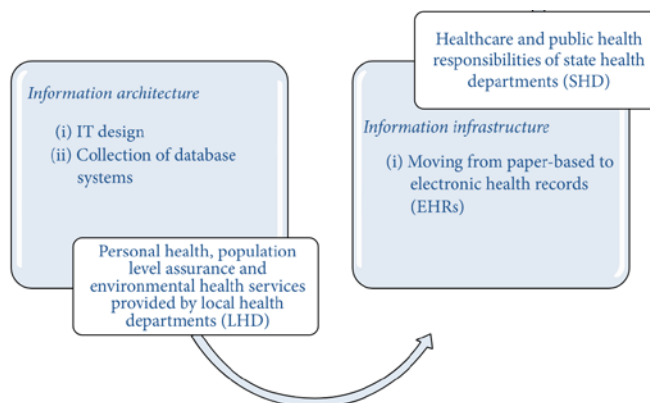 Information architecture
(i) IT design
(ii) Collection of database
systems
Personal health, population
level assurance and
environmental health services
provided by local health
departments (LHD)
Healthcare and public health
responsibilities of state health
departments (SHD)
Information infrastructure
(i) Moving from paper-based to
electronic health records
(EHRs)